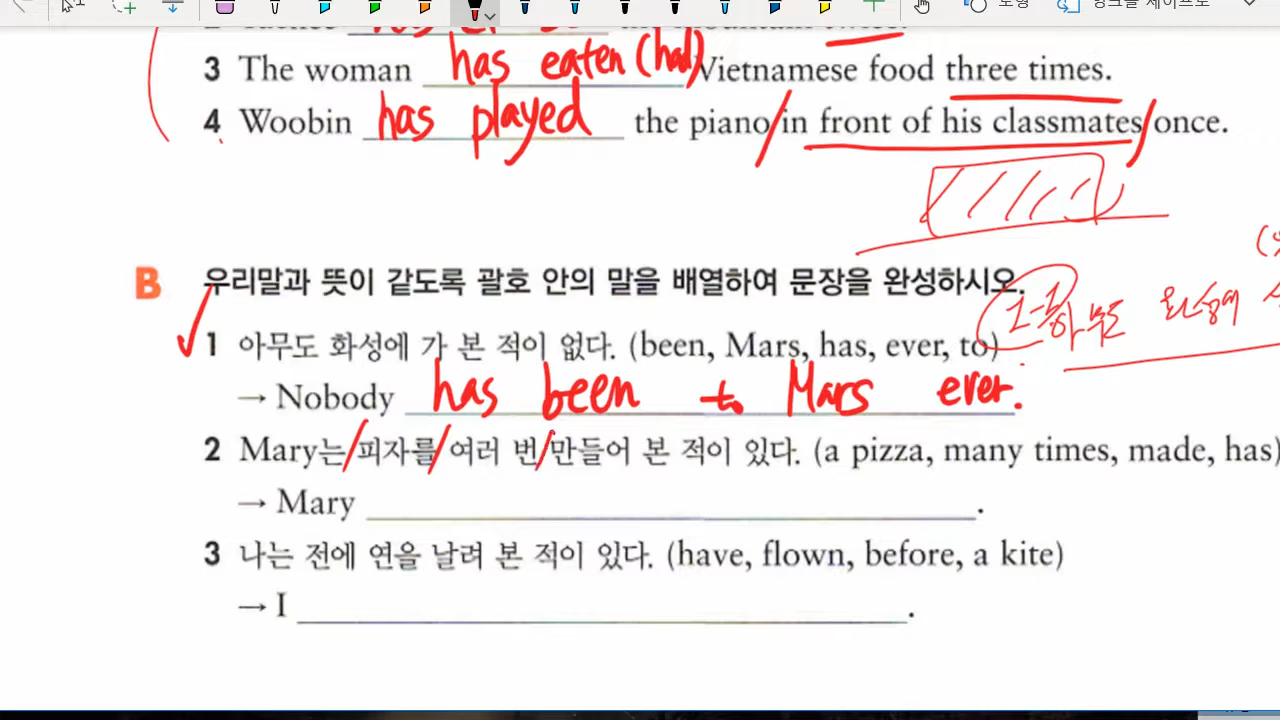 3 The woman has eaten (had) Vietnamese food three times.
4 Woobin has played the piano/in front of his classmates/once.
B 우리말과 뜻이 같도록 괄호 안의 말을 배열하여 문장을 완성하시오.
1 아무도 화성에 가 본 적이 없다. (been, Mars, has, ever, to)
→ Nobody has been to Mars ever.
2 Mary는/피자를/여러 번/만들어 본 적이 있다. (a pizza, many times, made, has)
→ Mary .
3 나는 전에 연을 날려 본 적이 있다. (have, flown, before, a kite)
→ I .